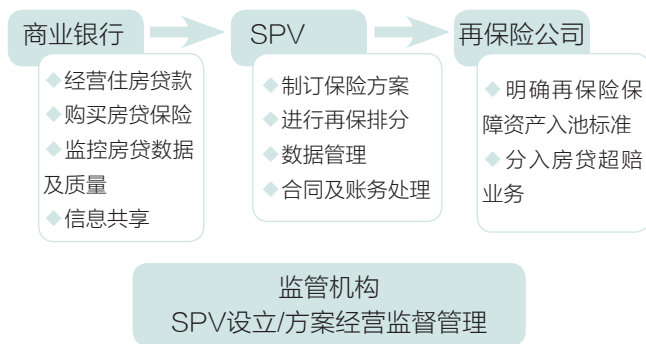 商业银行
◆经营住房贷款
◆购买房贷保险
◆监控房贷数据
及质量
◆信息共享
SPV
◆制订保险方案
◆进行再保排分
◆数据管理
◆合同及账务处理
再保险公司
◆明确再保险保
障资产入池标准
◆分入房贷超赔
业务
监管机构
SPV设立/方案经营监督管理